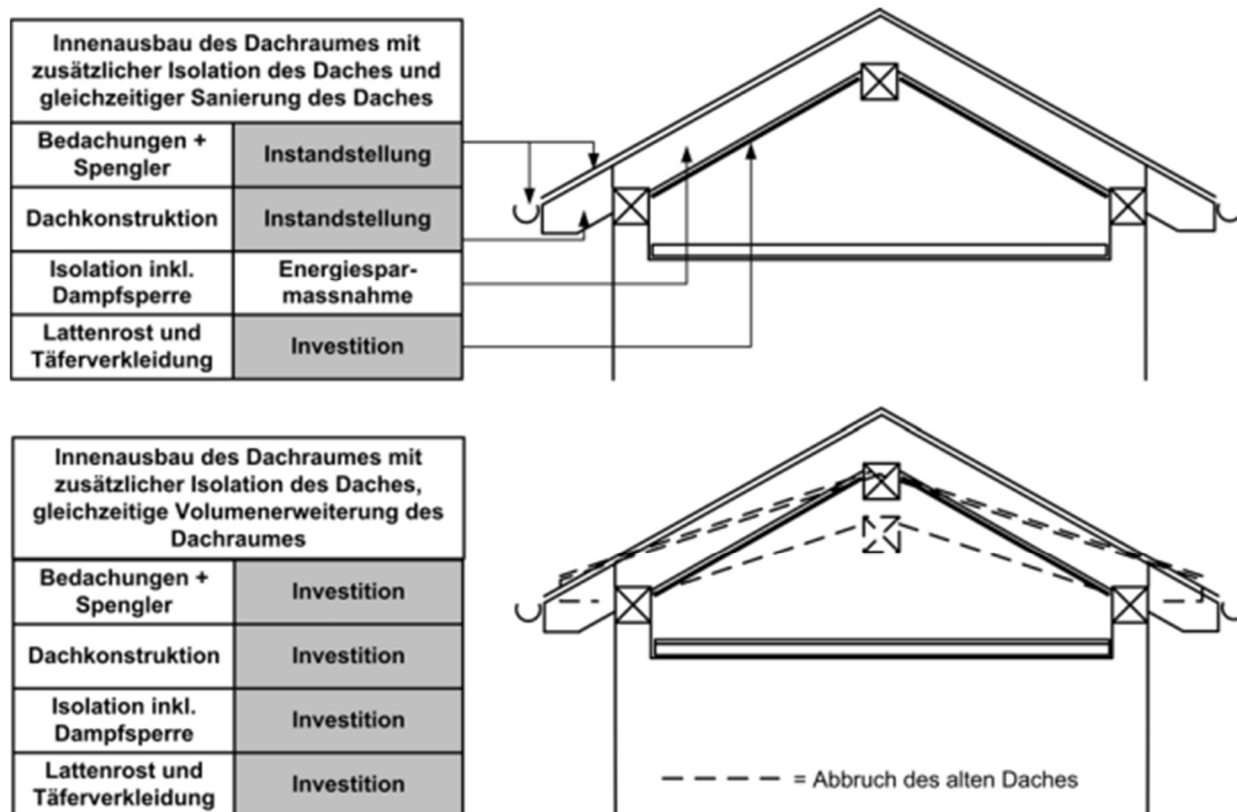 Innenausbau des Dachraumes mit
zusätzlicher Isolation des Daches und
gleichzeitiger Sanierung des Daches
Bedachungen +
Spengler
Instandstellung
Dachkonstruktion
Instandstellung
Isolation inkl.
Dampfsperre
Energiespar-
massnahme
Lattenrost und
Täferverkleidung
Investition
Innenausbau des Dachraumes mit
zusätzlicher Isolation des Daches,
gleichzeitige Volumenerweiterung des
Dachraumes
Bedachungen +
Spengler
Investition
Dachkonstruktion
Investition
Isolation inkl.
Dampfsperre
Investition
Lattenrost und
Täferverkleidung
Investition
= Abbruch des alten Daches